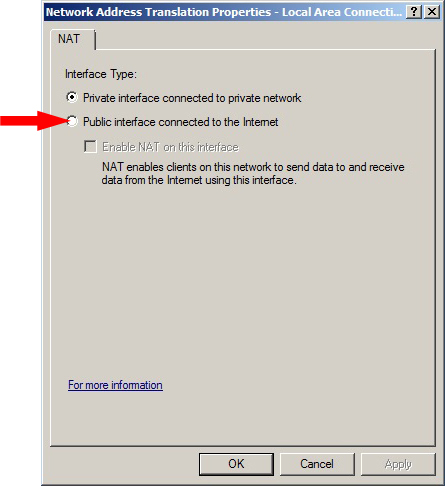 Network Address Translation Properties - Local Area Connecti...
NAT
Interface Type:
Private interface connected to private network
Public interface connected to the Internet
Enable NAT on this interface
NAT enables clients on this network to send data to and receive
data from the Internet using this interface.
For more information
OK Cancel Apply